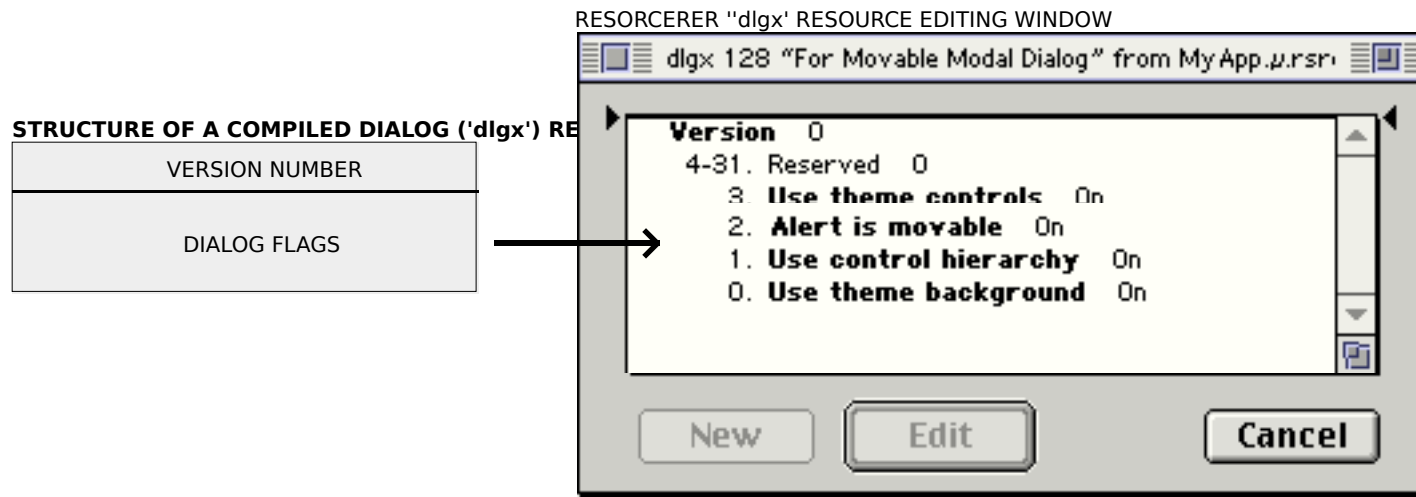 RESORCERER ''dlgx' RESOURCE EDITING WINDOW
dlgx 128 “For Movable Modal Dialog” from MyApp.µ.rsr
STRUCTURE OF A COMPILED DIALOG ('dlgx') RE
VERSION NUMBER
DIALOG FLAGS
Version 0
4-31. Reserved 0
3. Use theme controls On
2. Alert is movable On
1. Use control hierarchy On
0. Use theme background On
New Edit Cancel